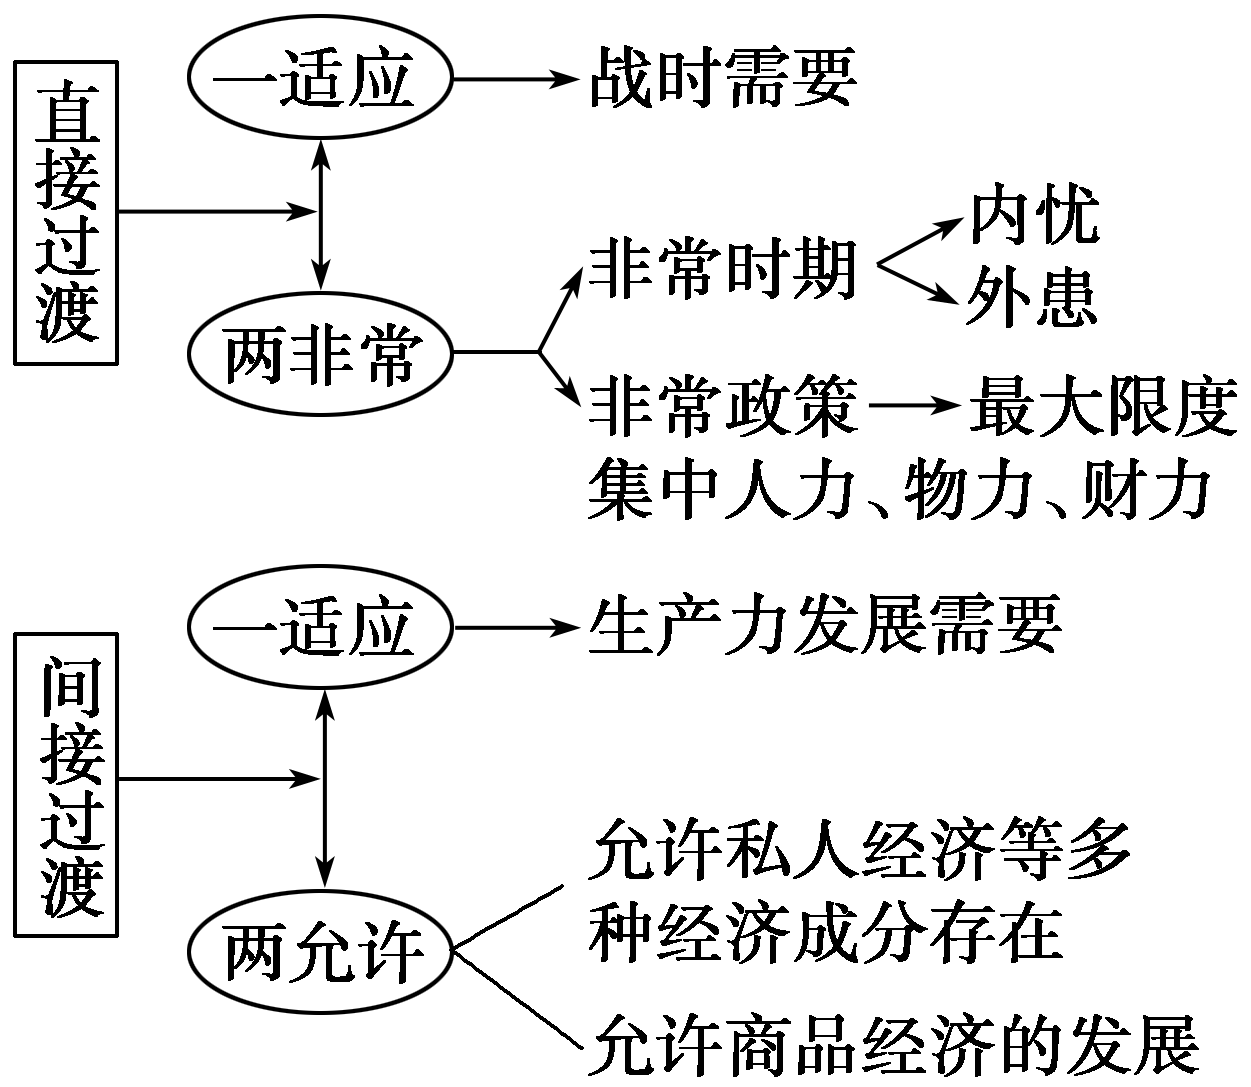 直接过渡
一适应
战时需要
两非常
非常时期
内忧
外患
非常政策
最大限度
集中人力、物力、财力
间接过渡
一适应
生产力发展需要
两允许
允许私人经济等多
种经济成分存在
允许商品经济的发展